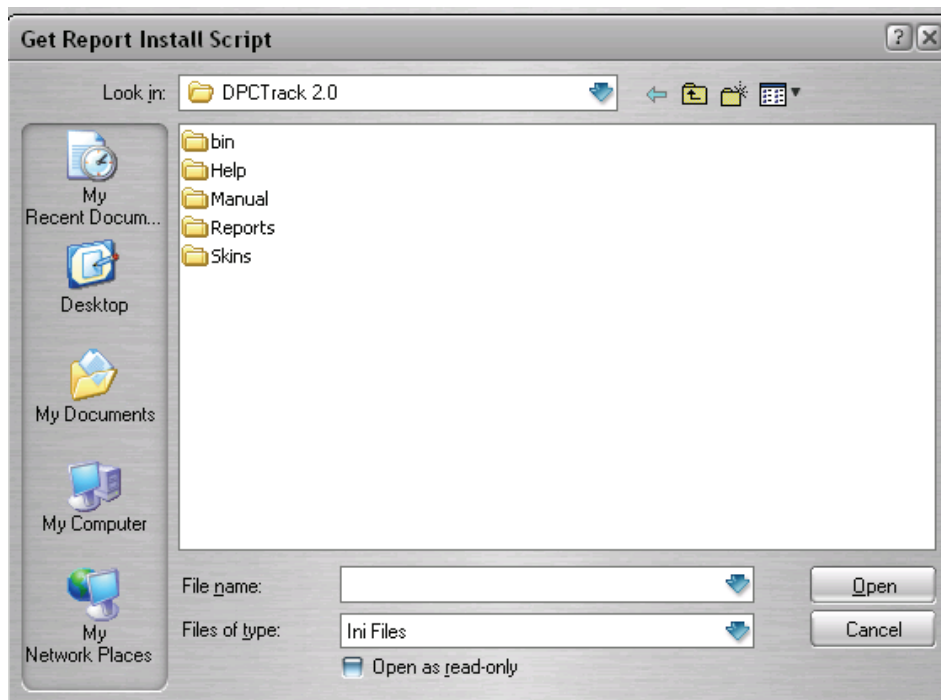 Get Report Install Script
Look in: DPCTrack 2.0
My
Recent Docum...
Desktop
My Documents
My Computer
My
Network Places
bin
Help
Manual
Reports
Skins
File name: Open
Files of type: Ini Files Cancel
Open as read-only